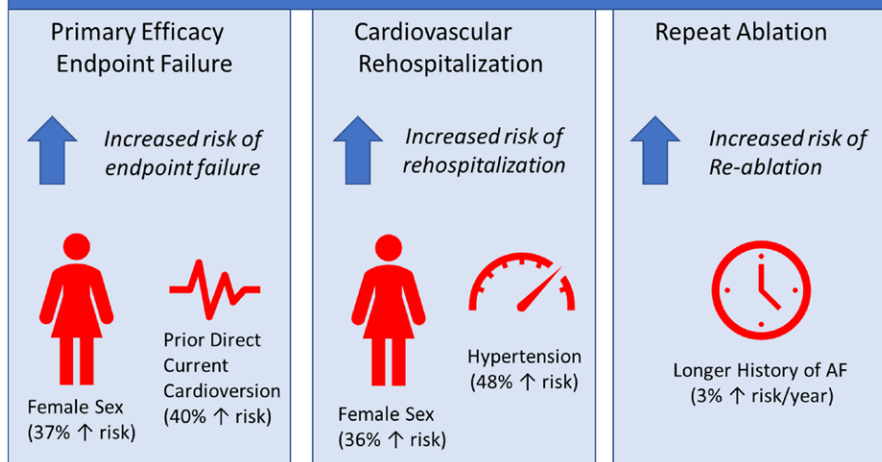 Primary Efficacy
Endpoint Failure
Increased risk of
endpoint failure
Female Sex
(37% ↑ risk)
Prior Direct
Current
Cardioversion
(40% ↑ risk)
Cardiovascular
Rehospitalization
Increased risk of
rehospitalization
Female Sex
(36% ↑ risk)
Hypertension
(48% ↑ risk)
Repeat Ablation
Increased risk of
Re-ablation
Longer History of AF
(3% ↑ risk/year)